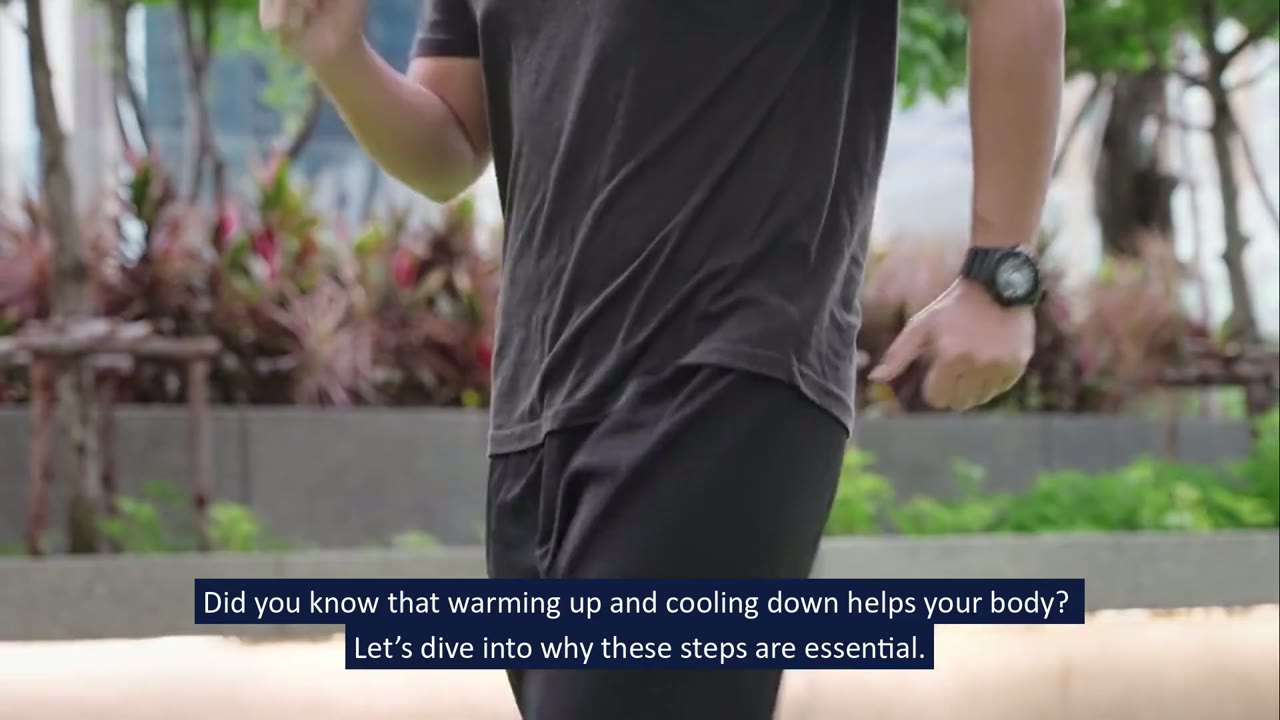 Did you know that warming up and cooling down helps your body?
Let’s dive into why these steps are essential.